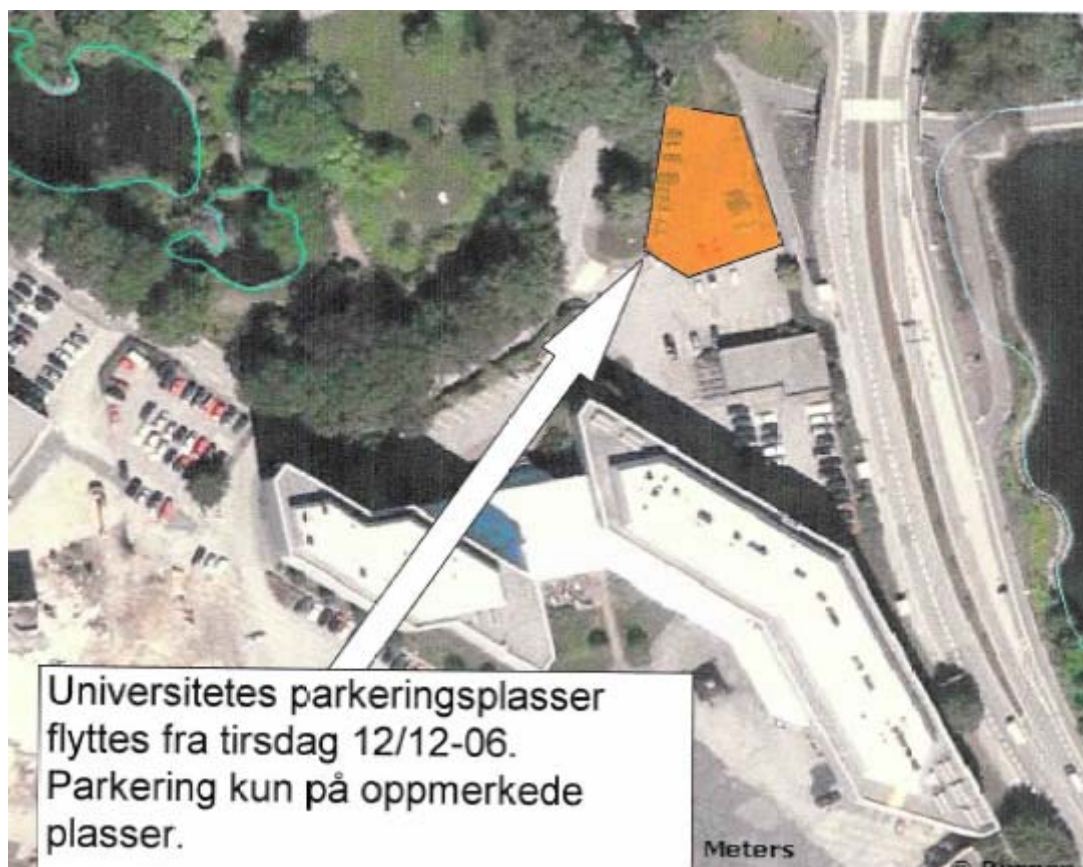 Universitetes parkeringsplasser
flyttes fra tirsdag 12/12-06.
Parkering kun på oppmerkede
plasser.
Meters